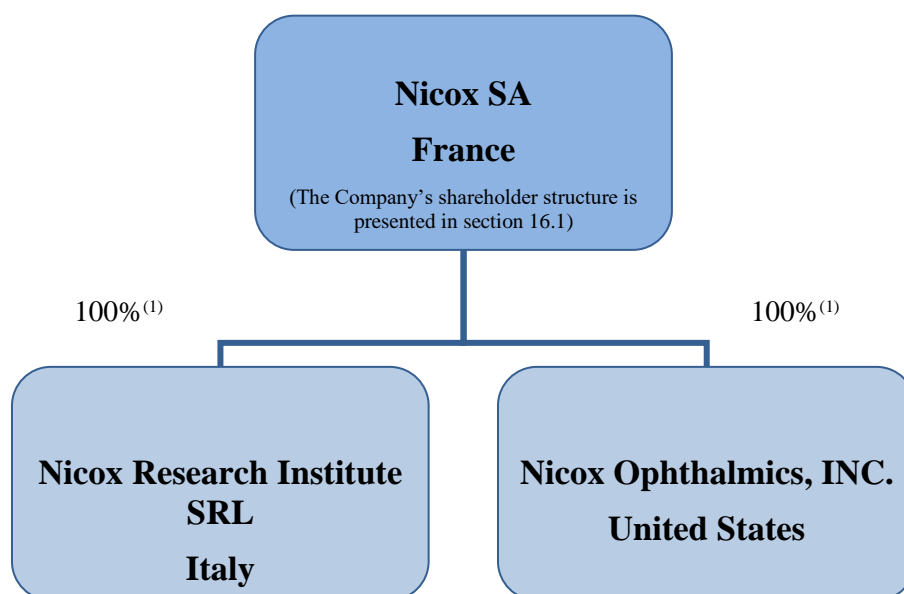 Nicox SA
France
(The Company’s shareholder structure is
presented in section 16.1)
100%(1)
100%(1)
Nicox Research Institute
SRL
Italy
Nicox Ophthalmics, INC.
United States